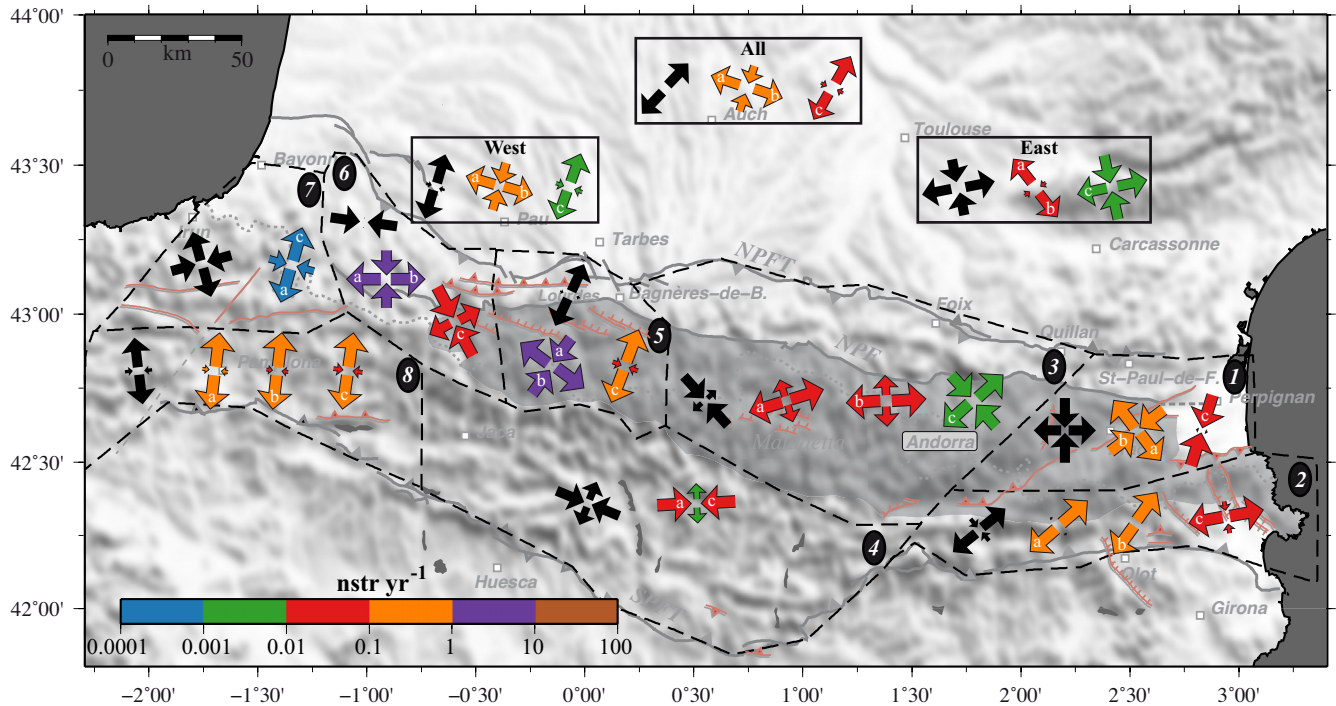 44°00'
43°30'
43°00'
42°30'
42°00'
0 km 50
All
a b c
Auch
Toulouse
West
a b c
East
a b c
Bayonn
Pau
Tarbes
Carcassonne
7 6
run
NPFT
c
a
a b
Lourdes
Bagnères–de–B.
Foix
Quillan
c
NPF
5
3
1
8
Pamplona
a b c
a
b
c
St–Paul–de–F.
Perpignan
a
b
c
b
a
c
Jaca
Maladetta
Andorra
2
a c
a
b
c
4
Huesca
Olot
Girona
SPFT
nstr yr-1
0.0001 0.001 0.01 0.1 1 10 100
−2°00' −1°30' −1°00' −0°30' 0°00' 0°30' 1°00' 1°30' 2°00' 2°30' 3°00'